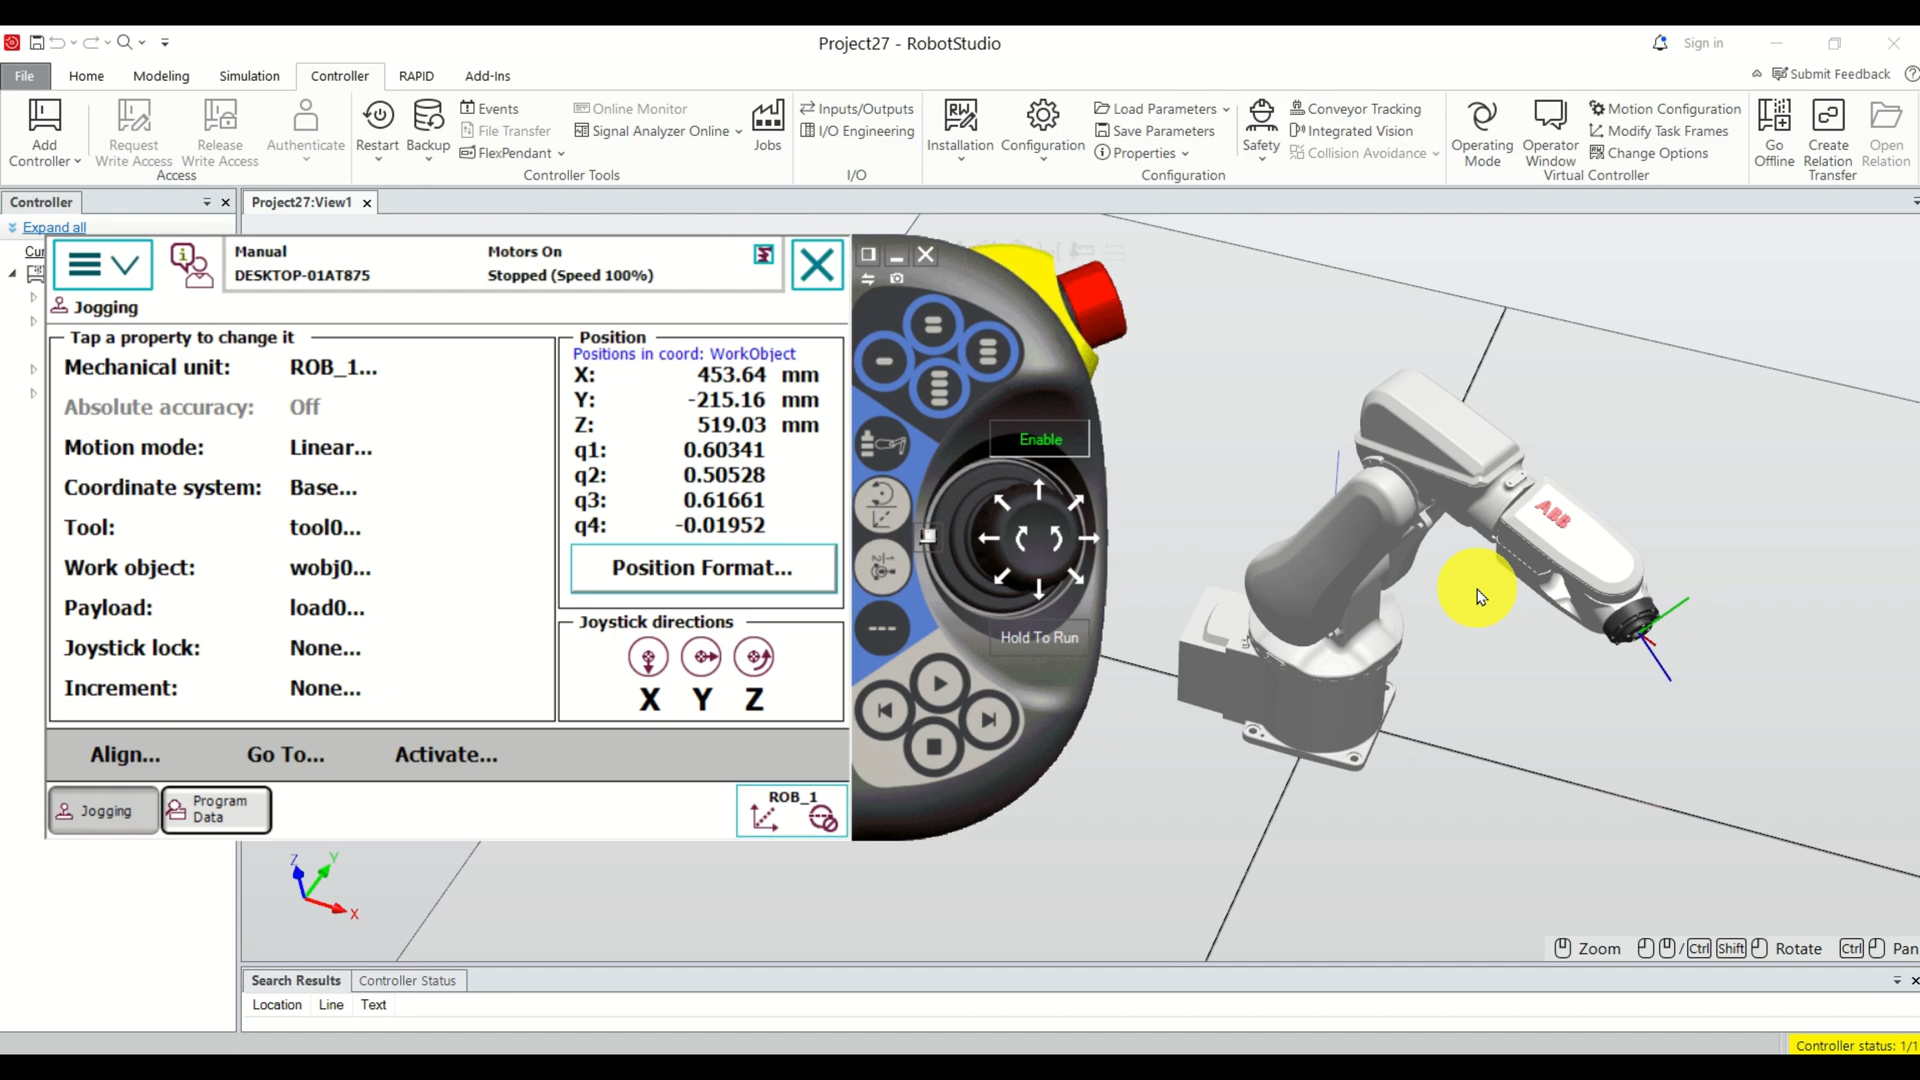 Project27 - RobotStudio
Sign in
File
Home
Modeling
Simulation
Controller
RAPID
Add-Ins
Submit Feedback
Add Controller
Request Write Access
Release Write Access
Authenticate
Access
Restart
Backup
Events
File Transfer
FlexPendant
Online Monitor
Signal Analyzer Online
Jobs
Controller Tools
Inputs/Outputs
I/O Engineering
I/O
Installation
Configuration
Load Parameters
Save Parameters
Properties
Safety
Conveyor Tracking
Integrated Vision
Collision Avoidance
Configuration
Operating Mode
Operator Window
Motion Configuration
Modify Task Frames
Change Options
Virtual Controller
Go Offline
Create Relation
Open Relation
Transfer
Controller
Project27:View1
Expand all
Cur
Manual
DESKTOP-01AT875
Motors On
Stopped (Speed 100%)
Jogging
Tap a property to change it
Mechanical unit: ROB_1...
Absolute accuracy: Off
Motion mode: Linear...
Coordinate system: Base...
Tool: tool0...
Work object: wobj0...
Payload: load0...
Joystick lock: None...
Increment: None...
Position
Positions in coord: WorkObject
X: 453.64 mm
Y: -215.16 mm
Z: 519.03 mm
q1: 0.60341
q2: 0.50528
q3: 0.61661
q4: -0.01952
Position Format...
Joystick directions
X Y Z
Align... Go To... Activate...
Jogging
Program Data
ROB_1
Enable
Hold To Run
ABB
Z
Y
X
Zoom
/ Ctrl Shift Rotate
Ctrl Pan
Search Results
Controller Status
Location Line Text
Controller status: 1/1